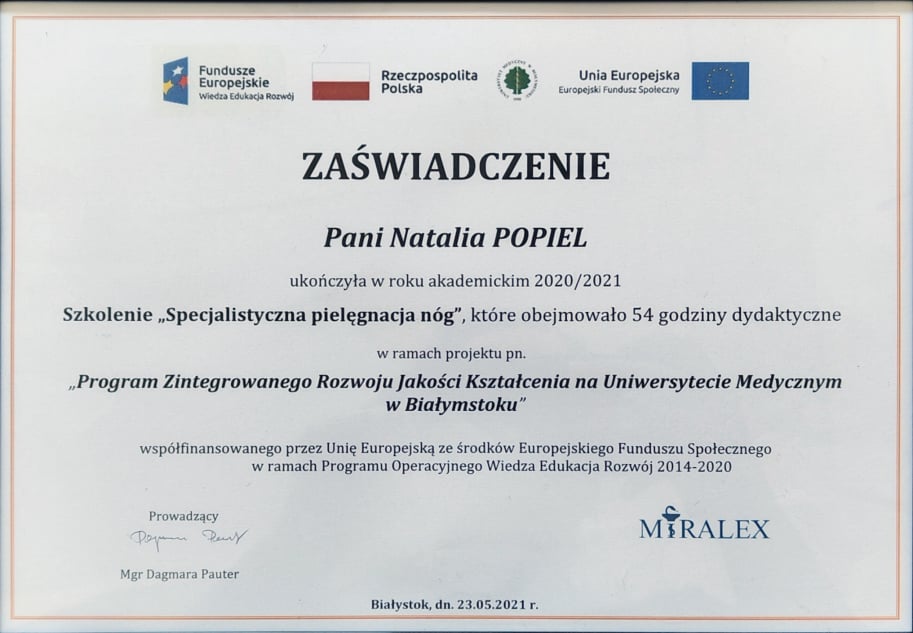 Fundusze
Europejskie
Wiedza Edukacja Rozwój
Rzeczpospolita
Polska
Unia Europejska
Europejski Fundusz Społeczny
ZAŚWIADCZENIE
Pani Natalia POPIEL
ukończyła w roku akademickim 2020/2021
Szkolenie „Specjalistyczna pielęgnacja nóg”, które obejmowało 54 godziny dydaktyczne
w ramach projektu pn.
„Program Zintegrowanego Rozwoju Jakości Kształcenia na Uniwersytecie Medycznym
w Białymstoku”
współfinansowanego przez Unię Europejską ze środków Europejskiego Funduszu Społecznego
w ramach Programu Operacyjnego Wiedza Edukacja Rozwój 2014-2020
Prowadzący
MIRALEX
Mgr Dagmara Pauter
Białystok, dn. 23.05.2021 r.